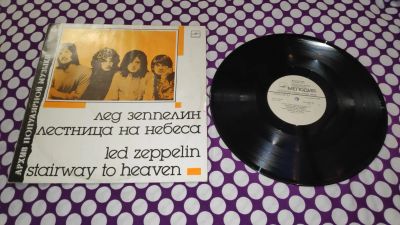 АРХИВ ПОПУЛЯРНОЙ МУЗЫКИ
лед зеппелин
лестница на небеса
led zeppelin
stairway to heaven
МЕЛОДИЯ